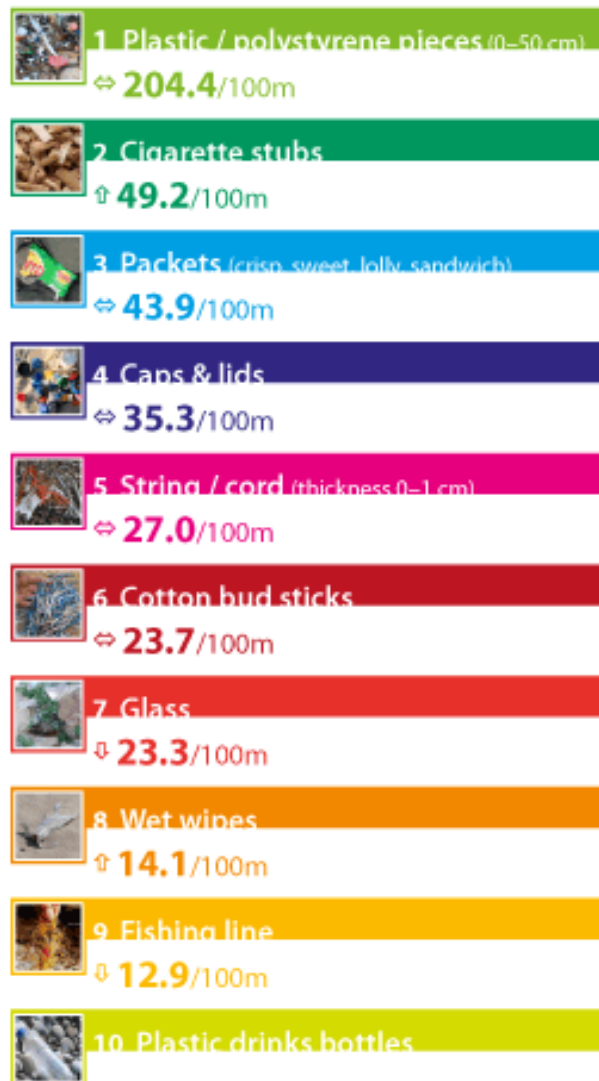 1 Plastic / polystyrene pieces (0–50 cm)
⇔ 204.4/100m
2 Cigarette stubs
⇧ 49.2/100m
3 Packets (crisp, sweet, lolly, sandwich)
⇔ 43.9/100m
4 Caps & lids
⇔ 35.3/100m
5 String / cord (thickness 0–1 cm)
⇔ 27.0/100m
6 Cotton bud sticks
⇔ 23.7/100m
7 Glass
⇩ 23.3/100m
8 Wet wipes
⇧ 14.1/100m
9 Fishing line
⇩ 12.9/100m
10 Plastic drinks bottles